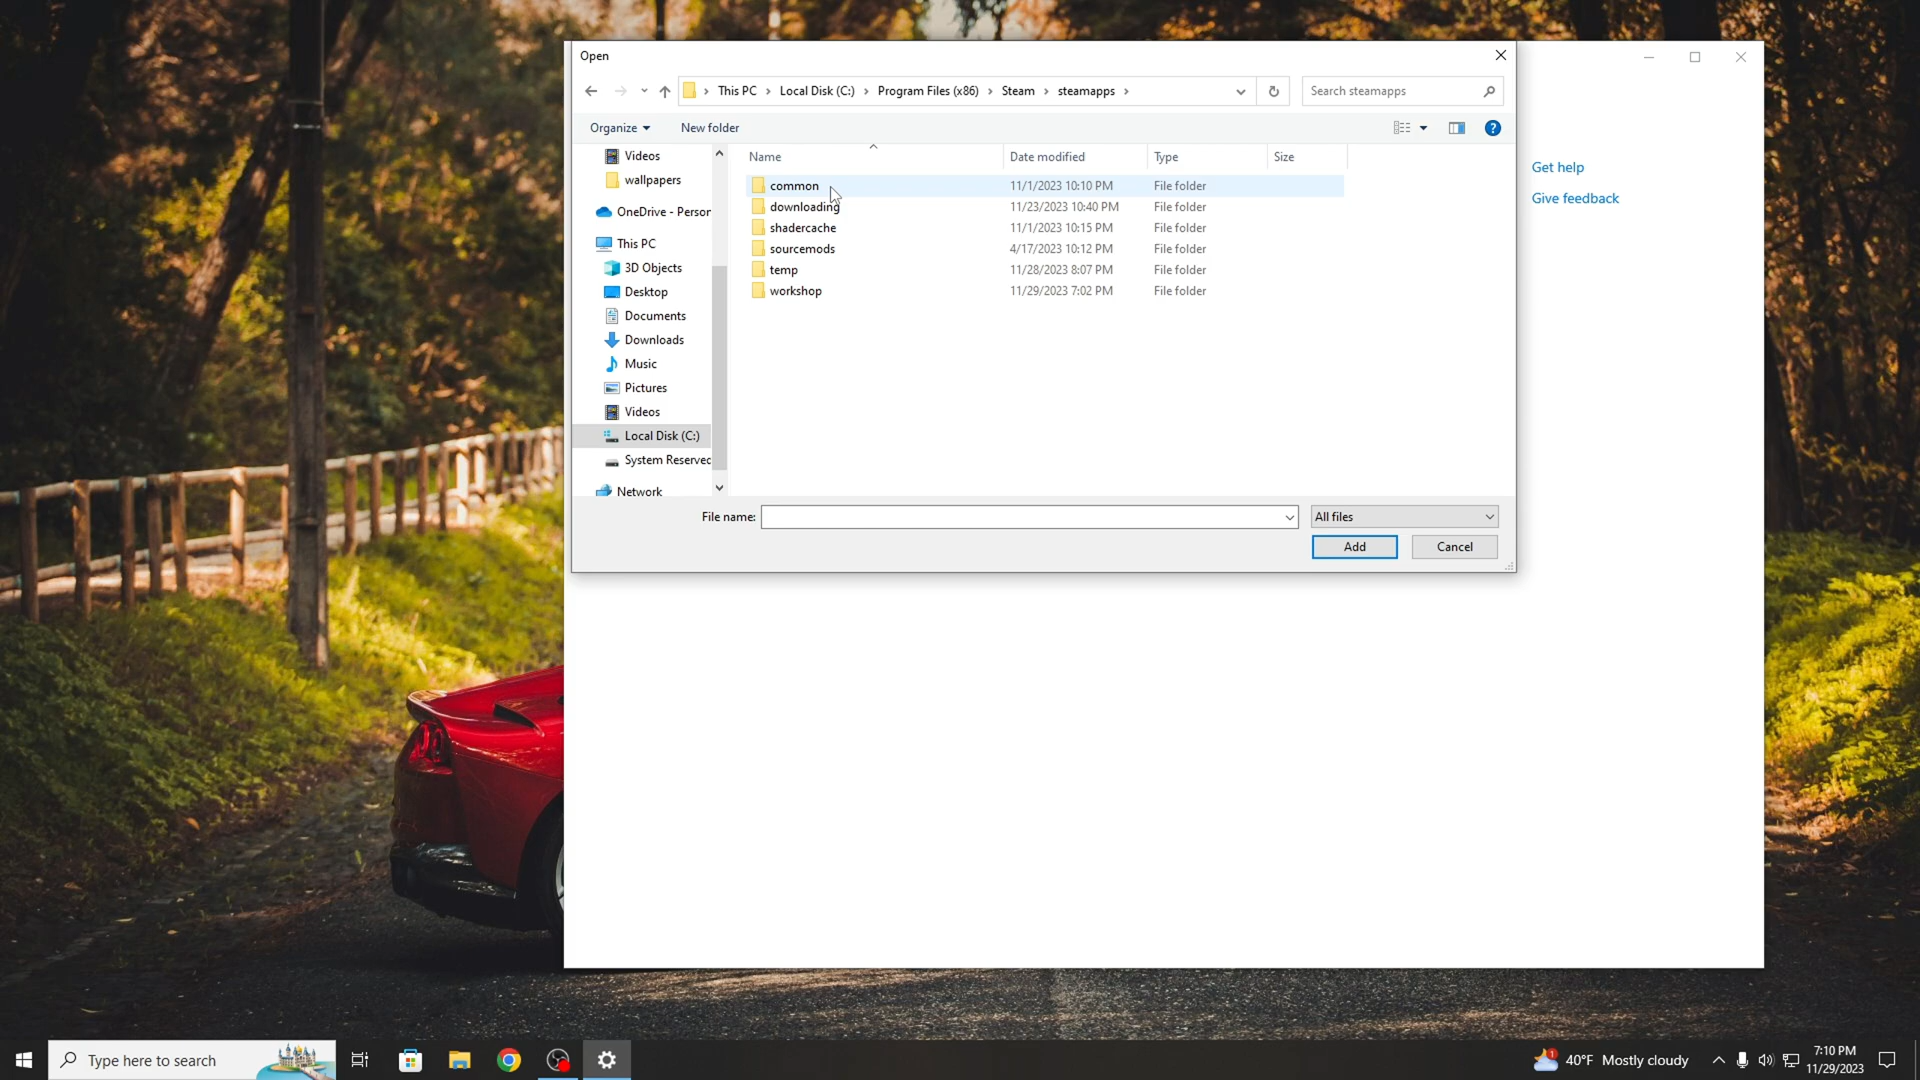 Open
This PC Local Disk (C:) Program Files (x86) Steam steamapps
Search steamapps
Organize New folder
?
Videos
wallpapers
OneDrive - Person
This PC
3D Objects
Desktop
Documents
Downloads
Music
Pictures
Videos
Local Disk (C:)
System Reserved
Network
Name Date modified Type Size
common 11/1/2023 10:10 PM File folder
downloading 11/23/2023 10:40 PM File folder
shadercache 11/1/2023 10:15 PM File folder
sourcemods 4/17/2023 10:12 PM File folder
temp 11/28/2023 8:07 PM File folder
workshop 11/29/2023 7:02 PM File folder
File name:
All files
Add Cancel
Get help
Give feedback
Type here to search
1
40°F Mostly cloudy
7:10 PM
11/29/2023